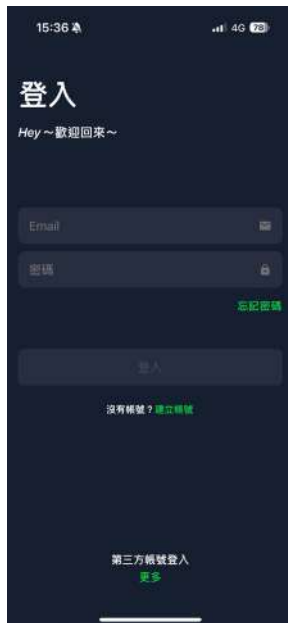 15:36
4G 78
登入
Hey～歡迎回來～
Email
密碼
忘記密碼
登入
沒有帳號？建立帳號
第三方帳號登入
更多